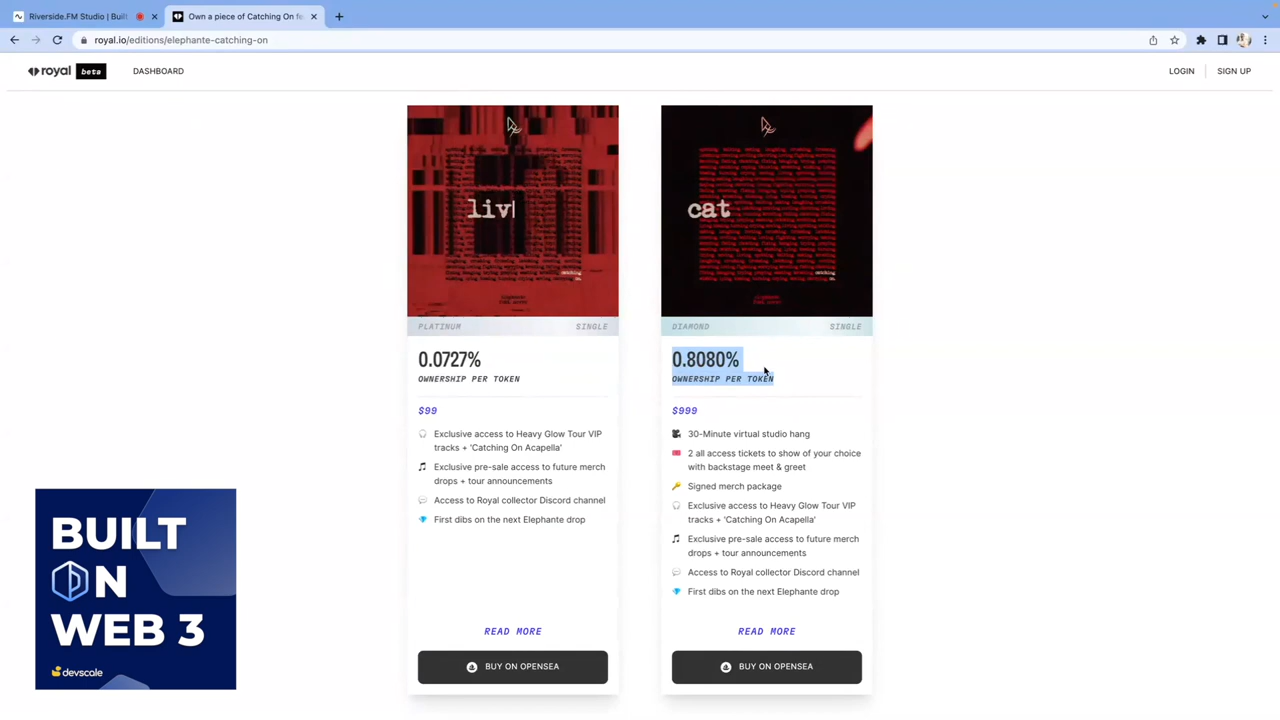 Riverside.FM Studio | Built
Own a piece of Catching On fe
royal.io/editions/elephante-catching-on
royal beta
DASHBOARD
LOGIN
SIGN UP
liv
catching
on.
PLATINUM SINGLE
0.0727%
OWNERSHIP PER TOKEN
$99
Exclusive access to Heavy Glow Tour VIP
tracks + 'Catching On Acapella'
Exclusive pre-sale access to future merch
drops + tour announcements
Access to Royal collector Discord channel
First dibs on the next Elephante drop
READ MORE
BUY ON OPENSEA
cat
catching
on.
DIAMOND SINGLE
0.8080%
OWNERSHIP PER TOKEN
$999
30-Minute virtual studio hang
2 all access tickets to show of your choice
with backstage meet & greet
Signed merch package
Exclusive access to Heavy Glow Tour VIP
tracks + 'Catching On Acapella'
Exclusive pre-sale access to future merch
drops + tour announcements
Access to Royal collector Discord channel
First dibs on the next Elephante drop
READ MORE
BUY ON OPENSEA
BUILT
ON
WEB 3
devscale